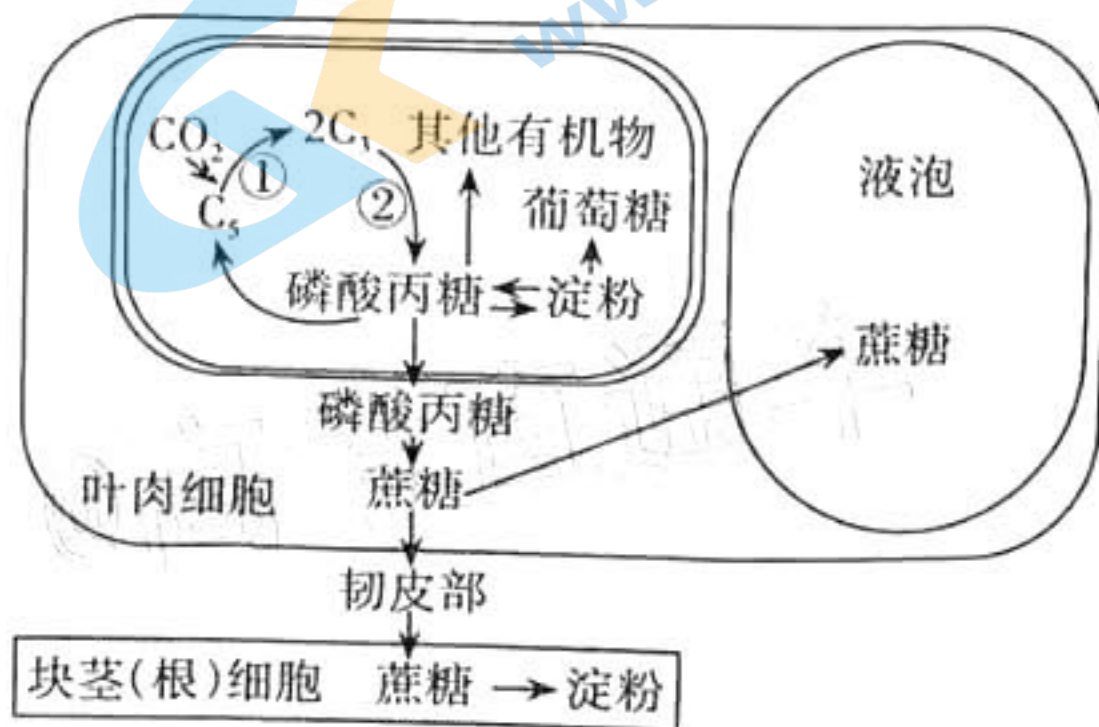 ww
CO₂ 2C₃ 其他有机物
① ②
C₅ 葡萄糖
磷酸丙糖 淀粉
液泡
蔗糖
磷酸丙糖
叶肉细胞 蔗糖
韧皮部
块茎(根)细胞 蔗糖 淀粉